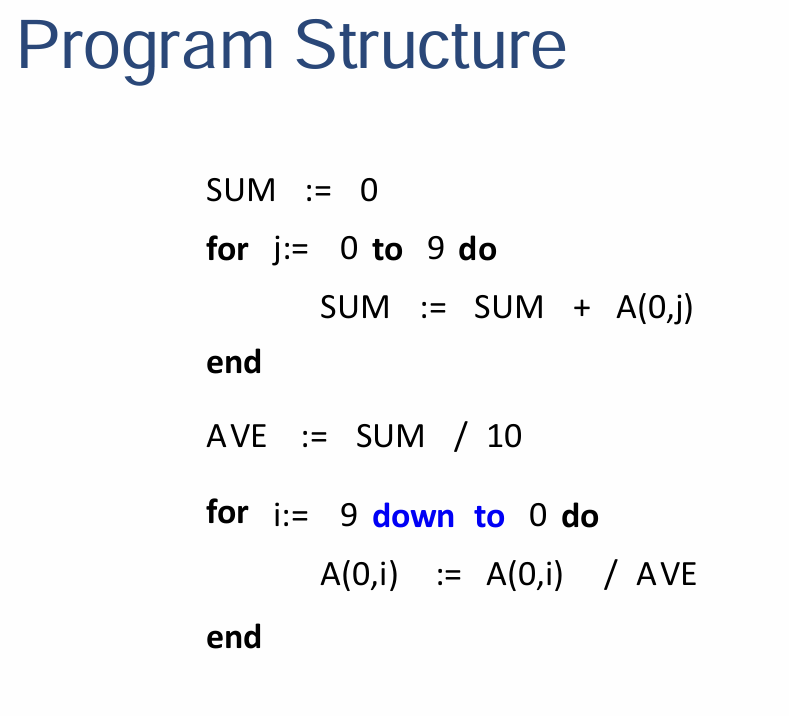 Program Structure
SUM := 0
for j:= 0 to 9 do
SUM := SUM + A(0,j)
end
AVE := SUM / 10
for i:= 9 down to 0 do
A(0,i) := A(0,i) / AVE
end